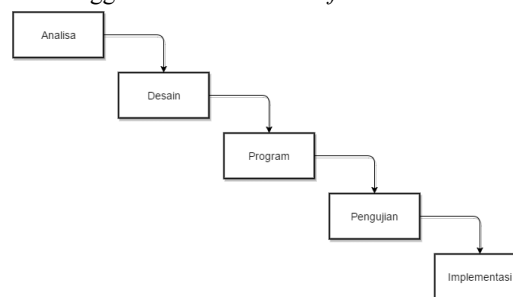 Analisa
Desain
Program
Pengujian
Implementasi